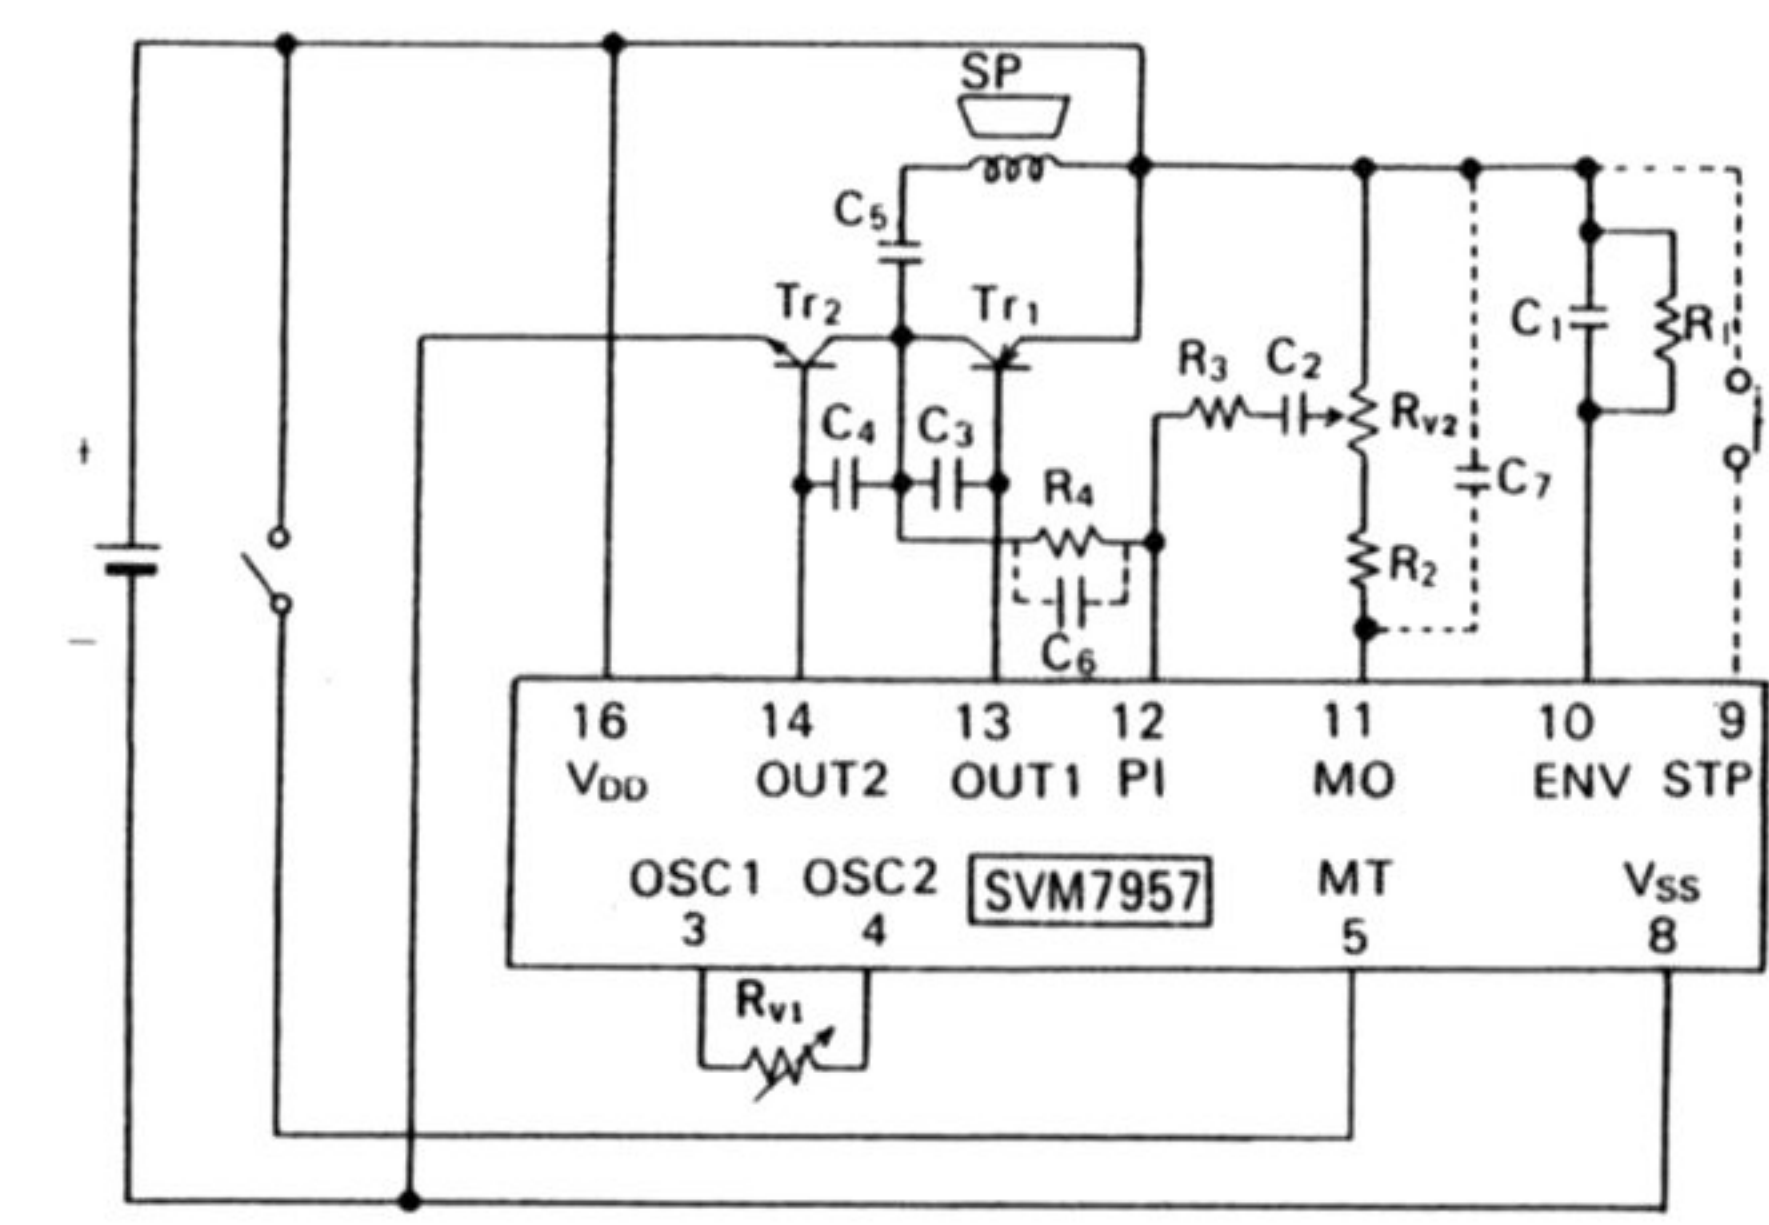 SP
C5
Tr2
Tr1
C1
R1
R3
C2
Rv2
C4
C3
R4
C7
+
R2
−
C6
16
14
13
12
11
10
9
VDD
OUT2
OUT1
PI
MO
ENV
STP
OSC1
OSC2
SVM7957
MT
VSS
3
4
5
8
Rv1